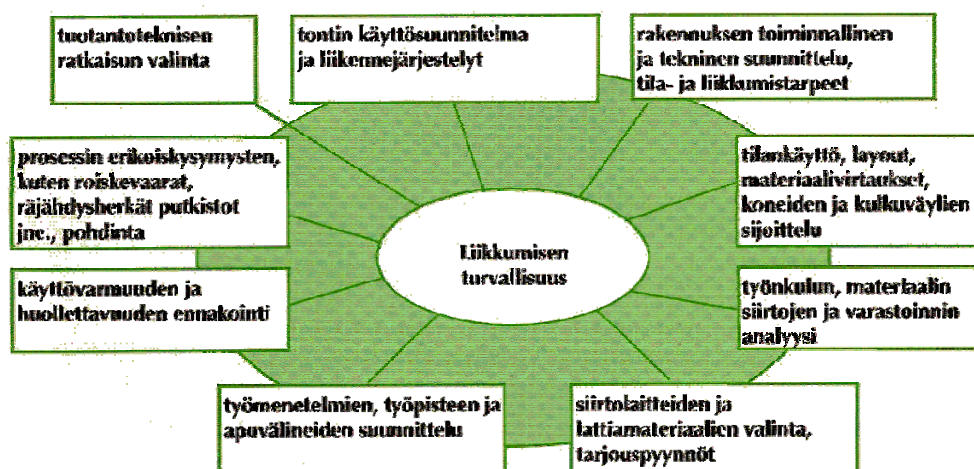 tuotantoteknisen
ratkaisun valinta
tontin käyttösuunnitelma
ja liikennejärjestelyt
rakennuksen toiminnallinen
ja tekninen suunnittelu,
tila- ja liikkumistarpeet
prosessin erikoiskysymysten,
kuten roiskevaarat,
räjähdysherkät putkistot
jne., pohdinta
tilankäyttö, layout,
materiaalivirtaukset,
koneiden ja kulkuväylien
sijoittelu
Liikkumisen
turvallisuus
käyttövarmuuden ja
huollettavuuden ennakointi
työnkulun, materiaalin
siirtojen ja varastoinnin
analyysi
työmenetelmien, työpisteen ja
apuvälineiden suunnittelu
siirtolaitteiden ja
lattiamateriaalien valinta,
tarjouspyynnöt